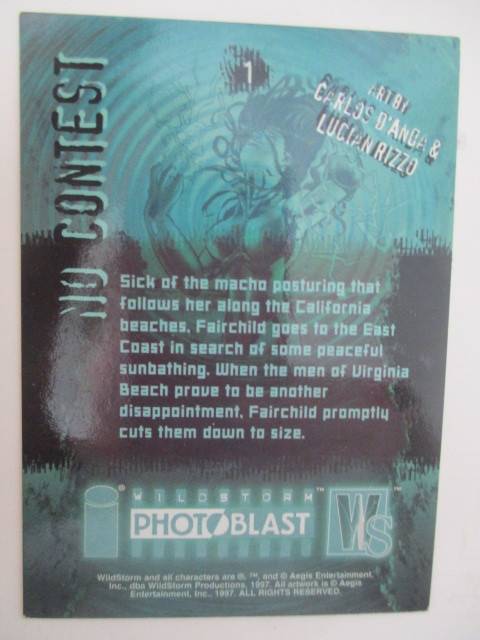 1
ART BY
CARLOS D'ANDA &
LUCIAN RIZZO
NO CONTEST
Sick of the macho posturing that
follows her along the California
beaches, Fairchild goes to the East
Coast in search of some peaceful
sunbathing. When the men of Virginia
Beach prove to be another
disappointment, Fairchild promptly
cuts them down to size.
®
WILDSTORM™
PHOTOBLAST
WS™
WildStorm and all characters are ®, ™, and © Aegis Entertainment,
Inc., dba WildStorm Productions, 1997. All artwork is © Aegis
Entertainment, Inc., 1997. ALL RIGHTS RESERVED.